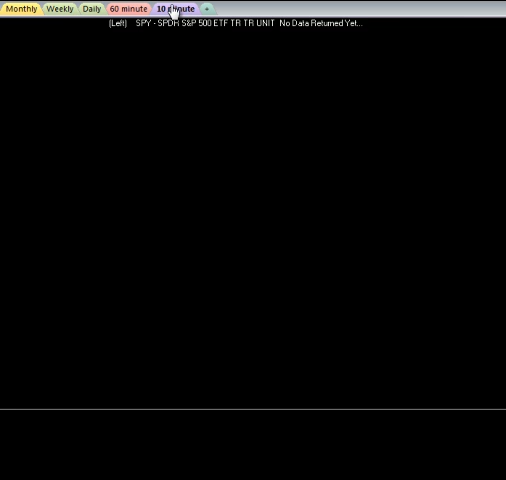 Monthly Weekly Daily 60 minute 10 minute +
(Left) SPY - SPDR S&P 500 ETF TR TR UNIT No Data Returned Yet...